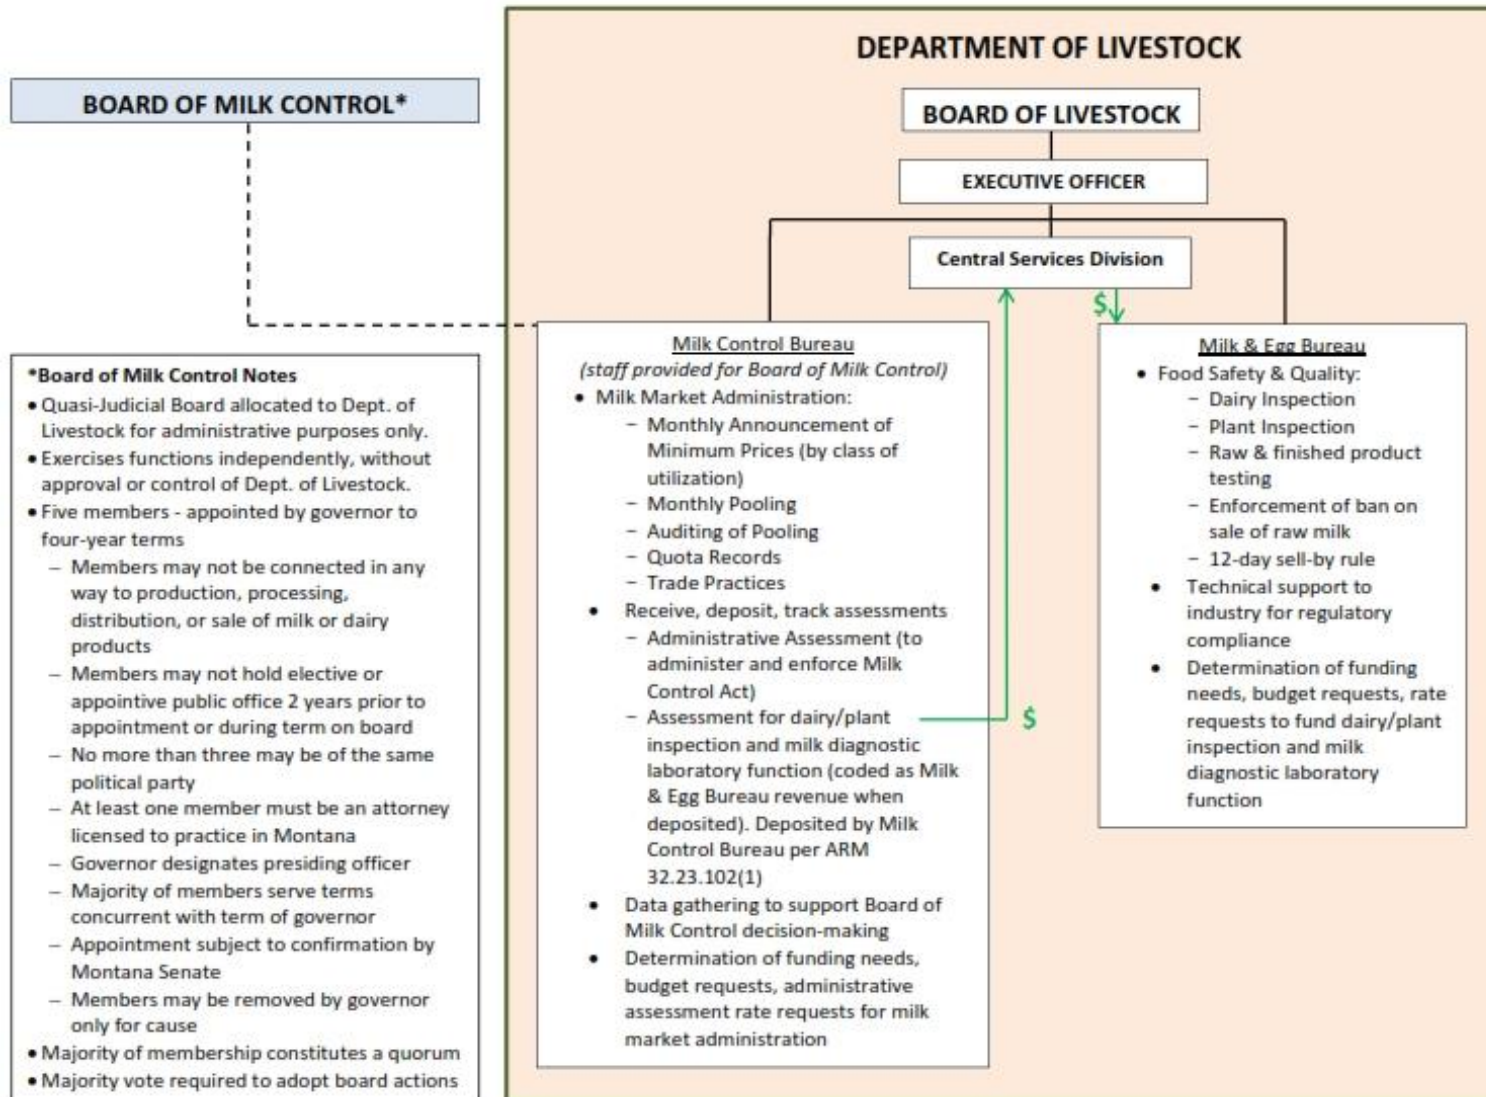 DEPARTMENT OF LIVESTOCK
BOARD OF MILK CONTROL*
BOARD OF LIVESTOCK
EXECUTIVE OFFICER
Central Services Division
$
*Board of Milk Control Notes
• Quasi-Judicial Board allocated to Dept. of
Livestock for administrative purposes only.
• Exercises functions independently, without
approval or control of Dept. of Livestock.
• Five members - appointed by governor to
four-year terms
– Members may not be connected in any
way to production, processing,
distribution, or sale of milk or dairy
products
– Members may not hold elective or
appointive public office 2 years prior to
appointment or during term on board
– No more than three may be of the same
political party
– At least one member must be an attorney
licensed to practice in Montana
– Governor designates presiding officer
– Majority of members serve terms
concurrent with term of governor
– Appointment subject to confirmation by
Montana Senate
– Members may be removed by governor
only for cause
• Majority of membership constitutes a quorum
• Majority vote required to adopt board actions
Milk Control Bureau
(staff provided for Board of Milk Control)
• Milk Market Administration:
– Monthly Announcement of
Minimum Prices (by class of
utilization)
– Monthly Pooling
– Auditing of Pooling
– Quota Records
– Trade Practices
• Receive, deposit, track assessments
– Administrative Assessment (to
administer and enforce Milk
Control Act)
– Assessment for dairy/plant
inspection and milk diagnostic
laboratory function (coded as Milk
& Egg Bureau revenue when
deposited). Deposited by Milk
Control Bureau per ARM
32.23.102(1)
• Data gathering to support Board of
Milk Control decision-making
• Determination of funding needs,
budget requests, administrative
assessment rate requests for milk
market administration
$
Milk & Egg Bureau
• Food Safety & Quality:
– Dairy Inspection
– Plant Inspection
– Raw & finished product
testing
– Enforcement of ban on
sale of raw milk
– 12-day sell-by rule
• Technical support to
industry for regulatory
compliance
• Determination of funding
needs, budget requests, rate
requests to fund dairy/plant
inspection and milk
diagnostic laboratory
function